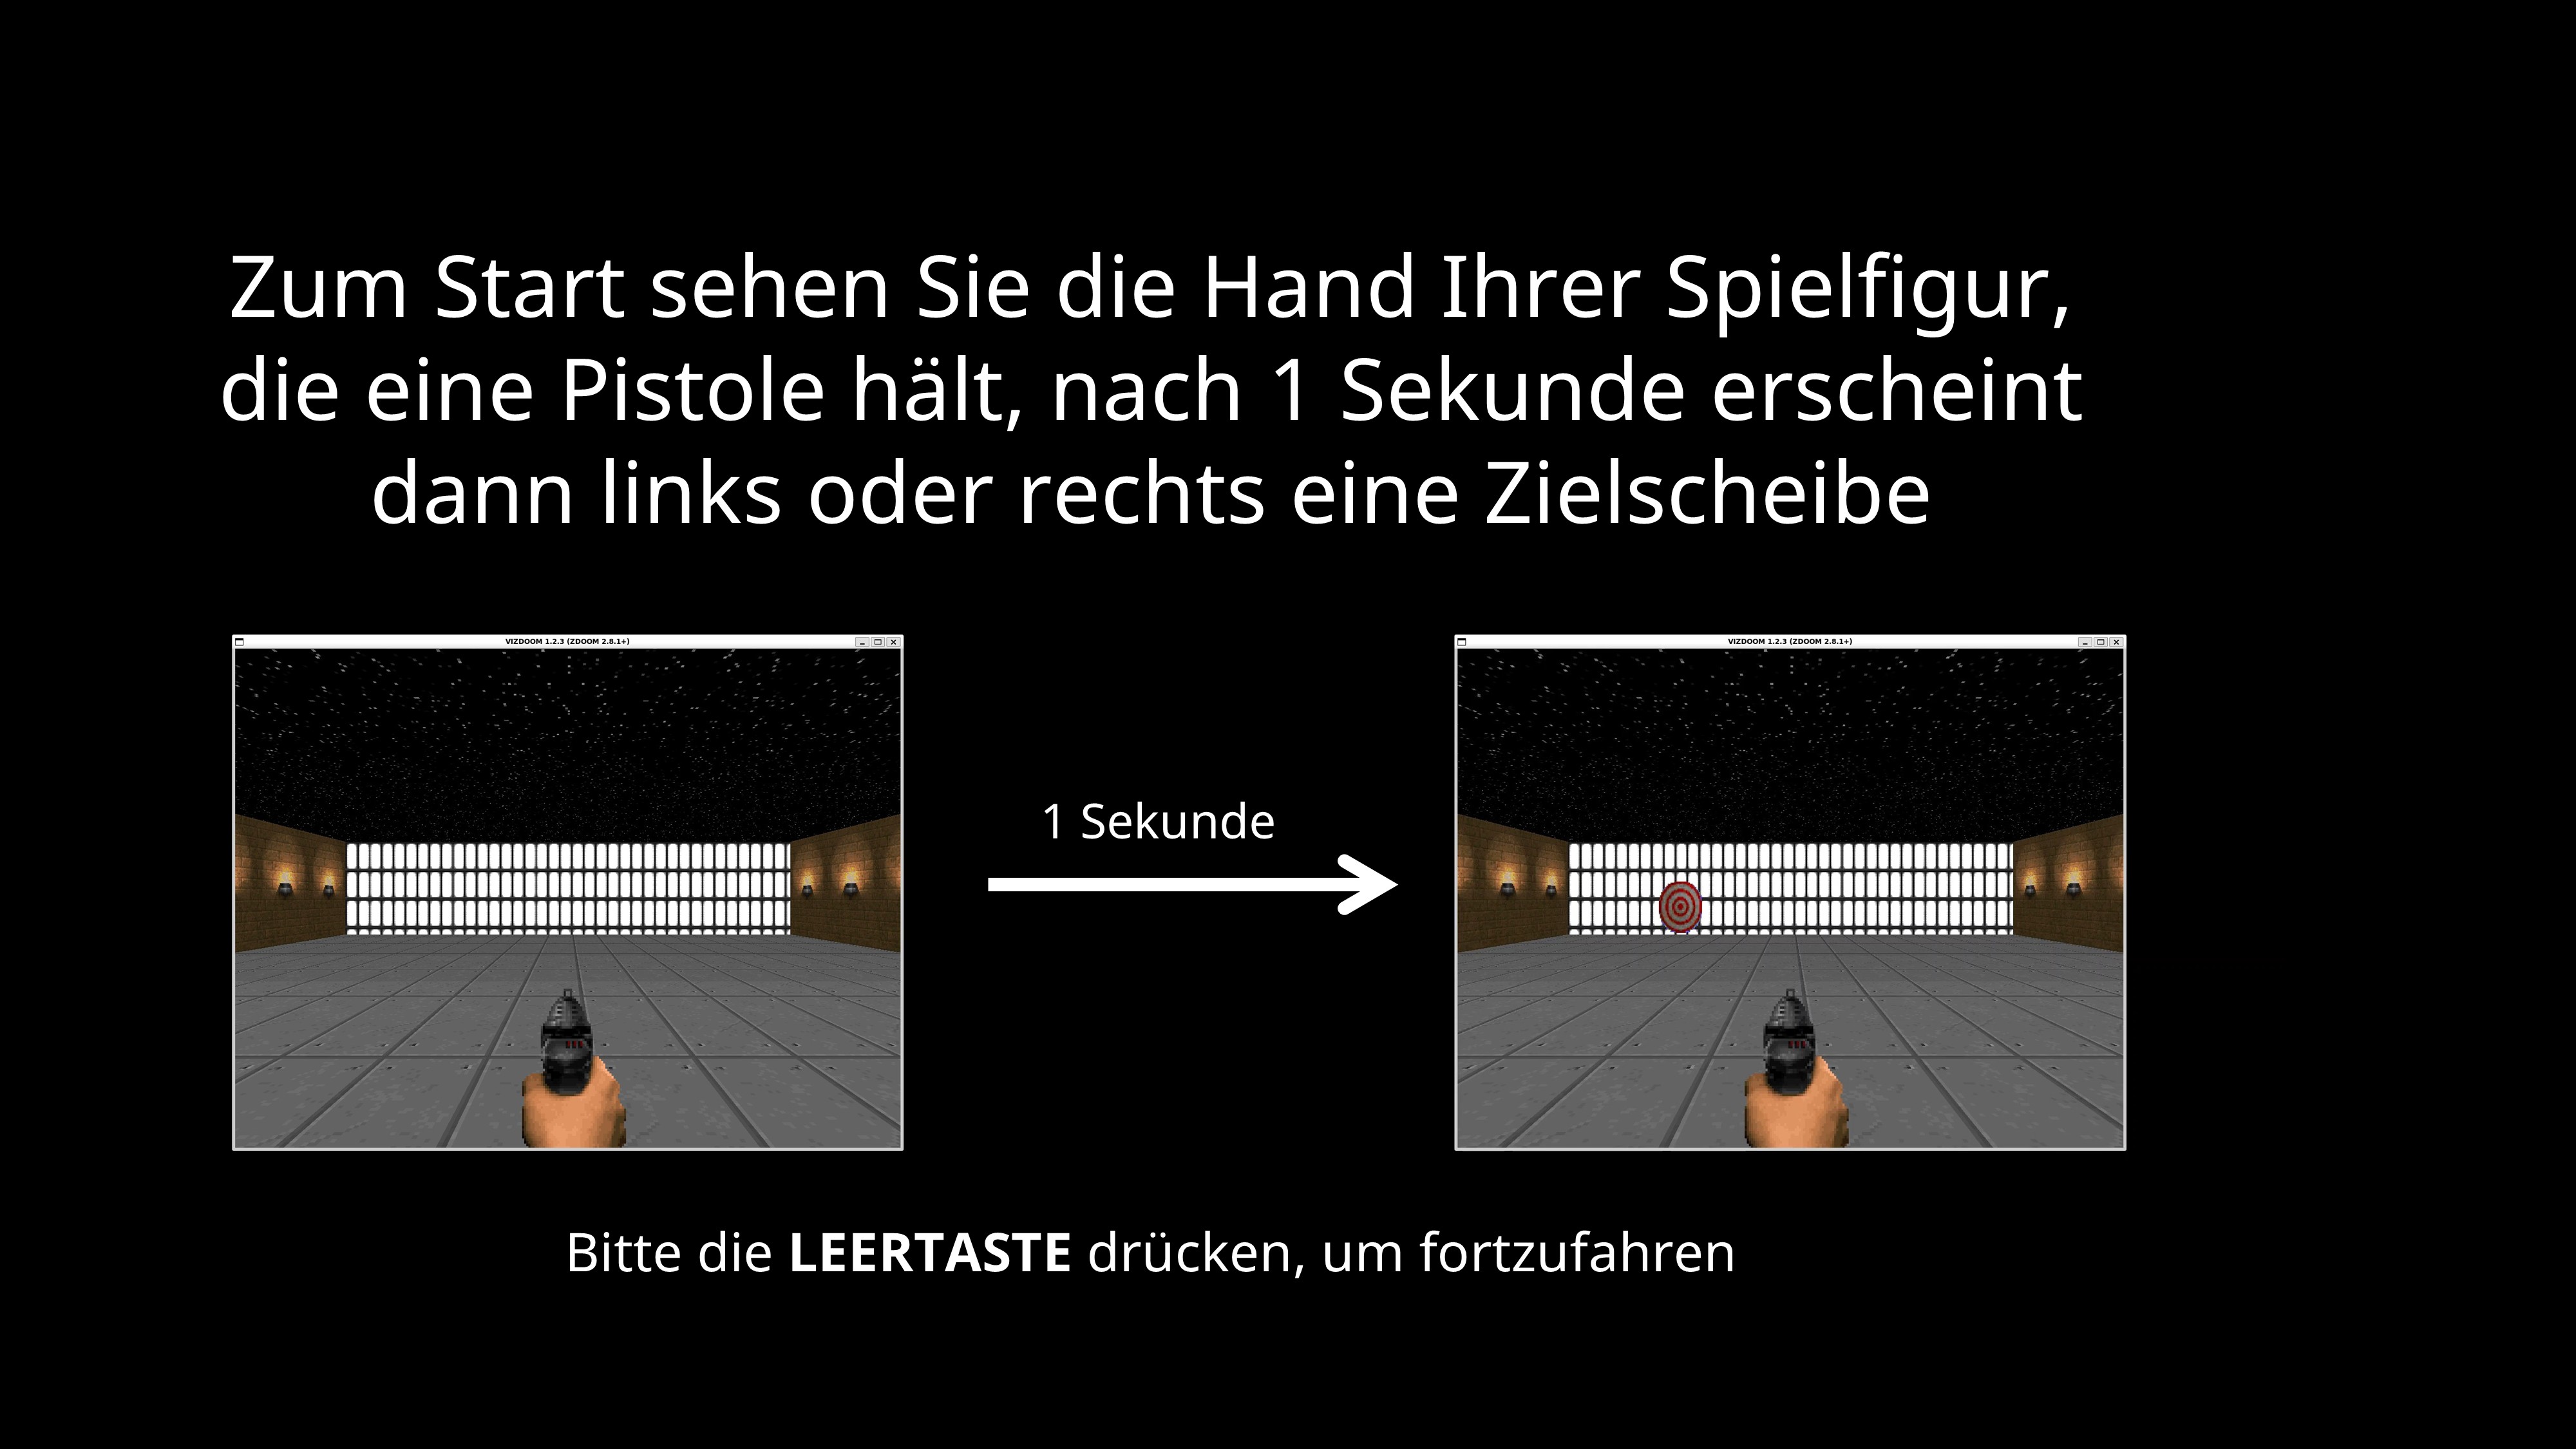 Zum Start sehen Sie die Hand Ihrer Spielfigur,
die eine Pistole hält, nach 1 Sekunde erscheint
dann links oder rechts eine Zielscheibe
VIZDOOM 1.2.3 (ZDOOM 2.8.1+)
VIZDOOM 1.2.3 (ZDOOM 2.8.1+)
1 Sekunde
Bitte die LEERTASTE drücken, um fortzufahren